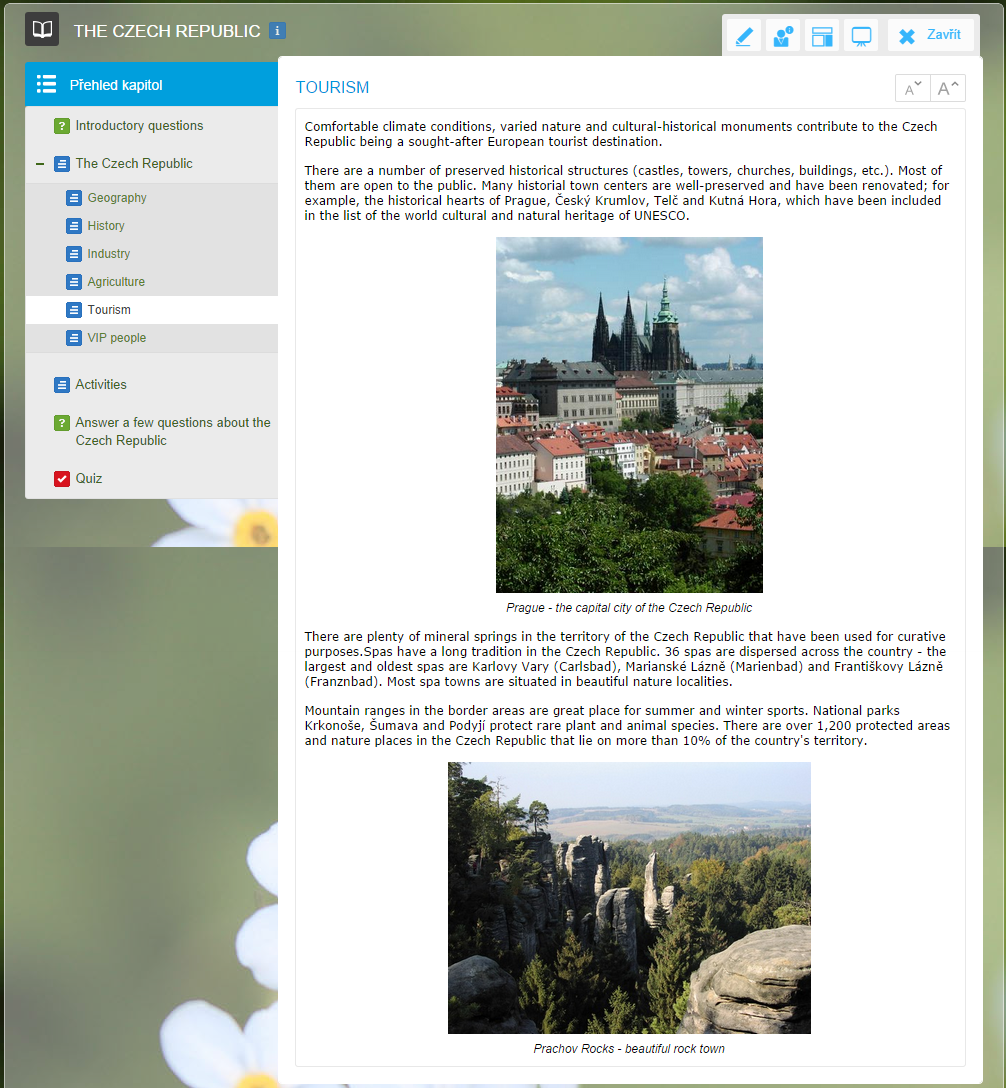 THE CZECH REPUBLIC
Zavřít
Přehled kapitol
Introductory questions
The Czech Republic
Geography
History
Industry
Agriculture
Tourism
VIP people
Activities
Answer a few questions about the
Czech Republic
Quiz
TOURISM
A A
Comfortable climate conditions, varied nature and cultural-historical monuments contribute to the Czech
Republic being a sought-after European tourist destination.
There are a number of preserved historical structures (castles, towers, churches, buildings, etc.). Most of
them are open to the public. Many historial town centers are well-preserved and have been renovated; for
example, the historical hearts of Prague, Český Krumlov, Telč and Kutná Hora, which have been included
in the list of the world cultural and natural heritage of UNESCO.
Prague - the capital city of the Czech Republic
There are plenty of mineral springs in the territory of the Czech Republic that have been used for curative
purposes.Spas have a long tradition in the Czech Republic. 36 spas are dispersed across the country - the
largest and oldest spas are Karlovy Vary (Carlsbad), Marianské Lázně (Marienbad) and Františkovy Lázně
(Franznbad). Most spa towns are situated in beautiful nature localities.
Mountain ranges in the border areas are great place for summer and winter sports. National parks
Krkonoše, Šumava and Podyjí protect rare plant and animal species. There are over 1,200 protected areas
and nature places in the Czech Republic that lie on more than 10% of the country's territory.
Prachov Rocks - beautiful rock town